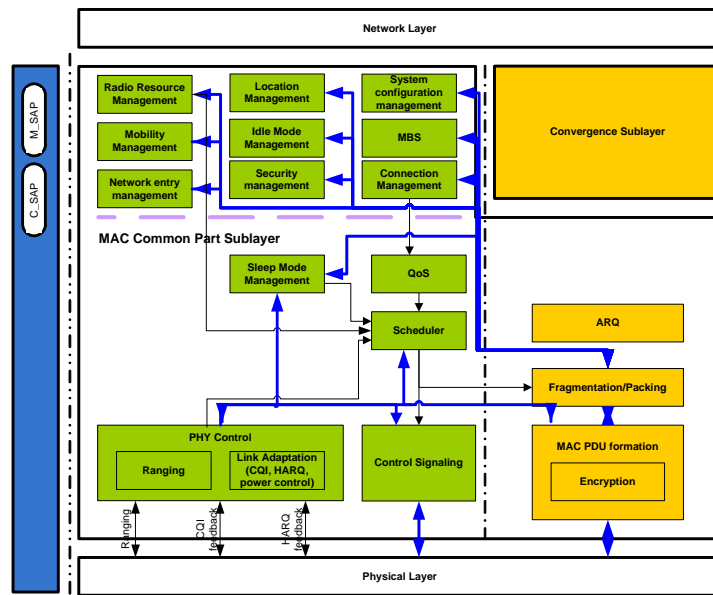 Network Layer
M_SAP
C_SAP
Radio Resource
Management
Location
Management
System
configuration
management
Mobility
Management
Idle Mode
Management
MBS
Network entry
management
Security
management
Connection
Management
Convergence Sublayer
MAC Common Part Sublayer
Sleep Mode
Management
QoS
Scheduler
ARQ
Fragmentation/Packing
PHY Control
Ranging
Link Adaptation
(CQI, HARQ,
power control)
Control Signaling
MAC PDU formation
Encryption
Ranging
CQI
feedback
HARQ
feedback
Physical Layer